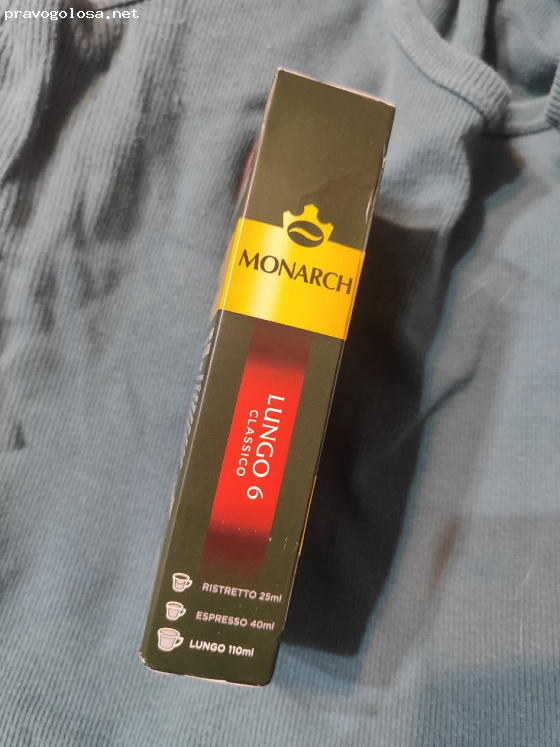 pravogolosa.net
MONARCH
LUNGO 6
CLASSICO
RISTRETTO 25ml
ESPRESSO 40ml
LUNGO 110ml